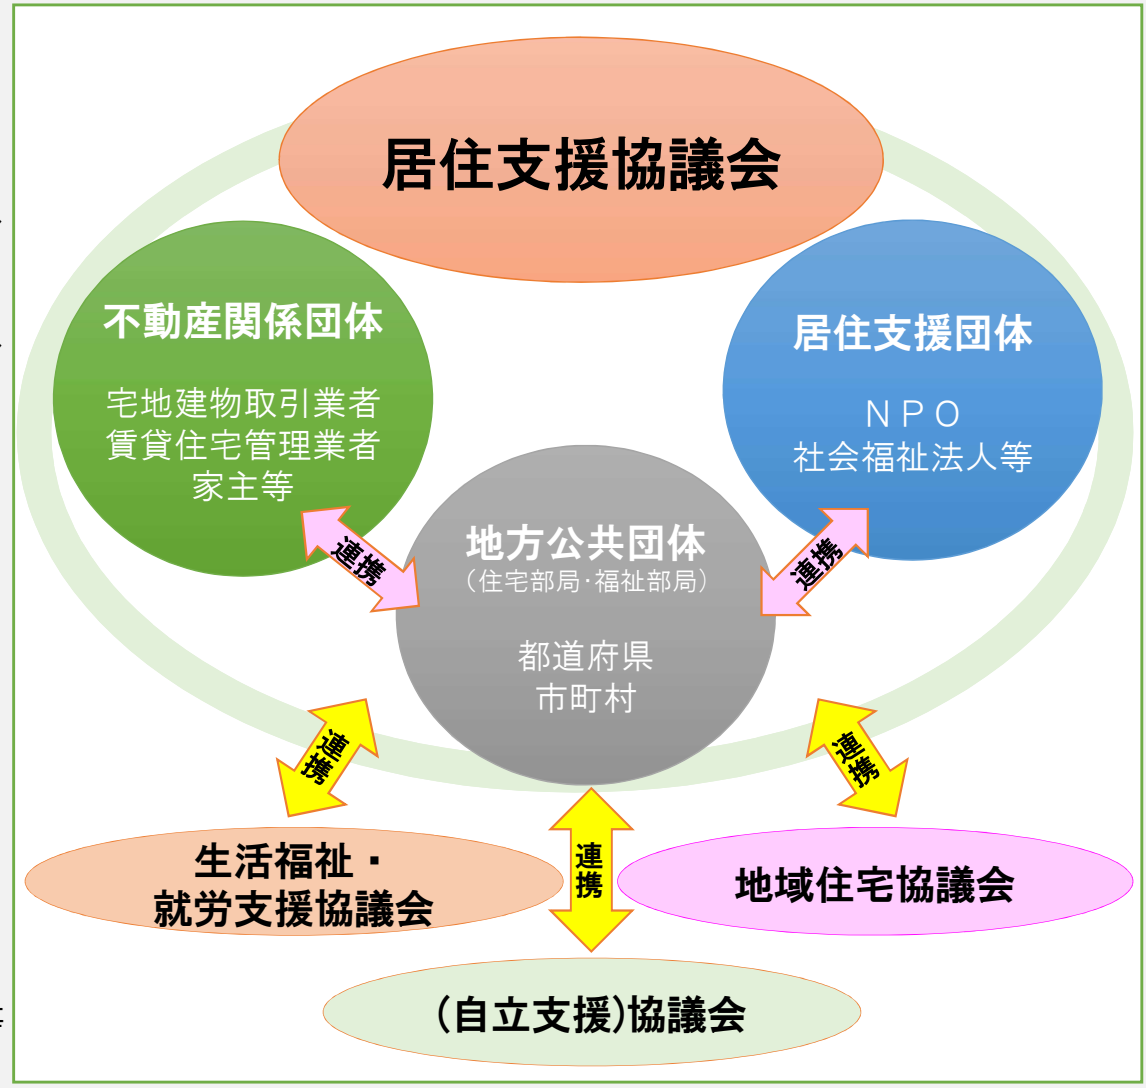 居住支援協議会
不動産関係団体
宅地建物取引業者
賃貸住宅管理業者
家主等
居住支援団体
ＮＰＯ
社会福祉法人等
連携
地方公共団体
（住宅部局・福祉部局）
都道府県
市町村
連携
連携
連携
連携
生活福祉・
就労支援協議会
地域住宅協議会
（自立支援）協議会